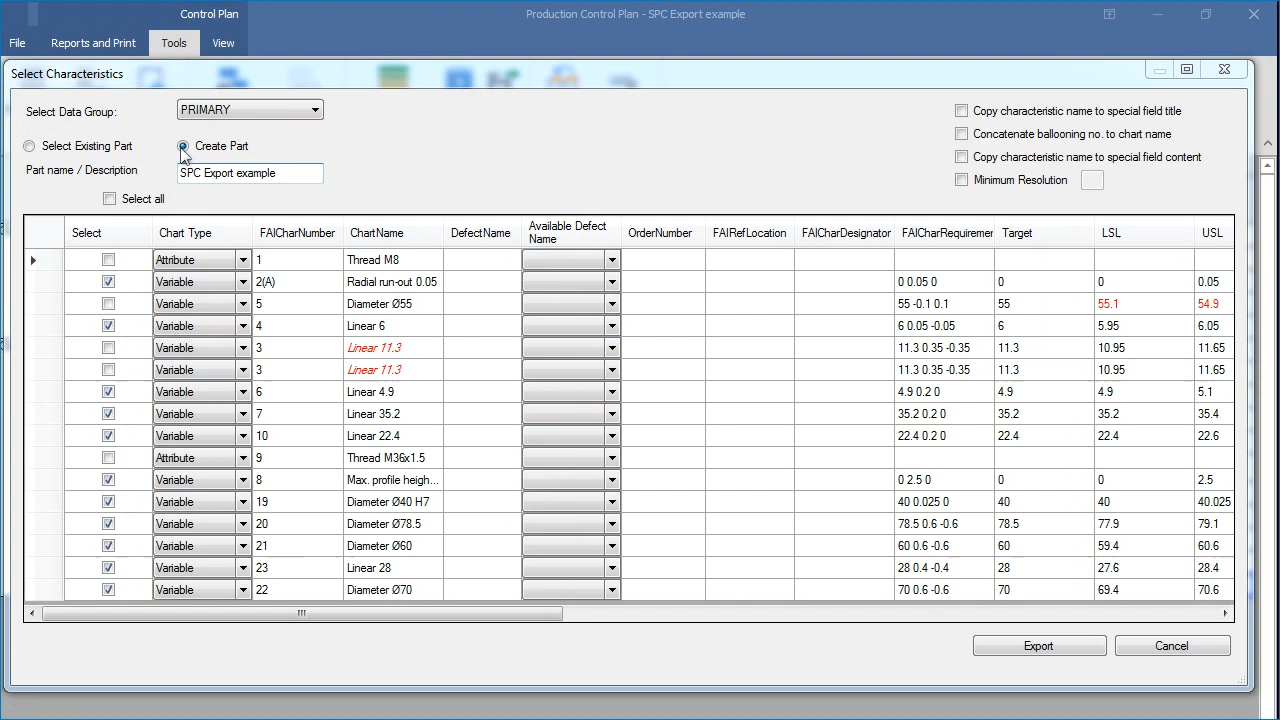 Control Plan
Production Control Plan - SPC Export example
File Reports and Print Tools View
Select Characteristics
Select Data Group: PRIMARY
Select Existing Part Create Part
Part name / Description SPC Export example
Select all
Copy characteristic name to special field title
Concatenate ballooning no. to chart name
Copy characteristic name to special field content
Minimum Resolution
Select Chart Type FAICharNumber ChartName DefectName Available Defect Name OrderNumber FAIRefLocation FAICharDesignator FAICharRequiremer Target LSL USL
Attribute 1 Thread M8
Variable 2(A) Radial run-out 0.05 0 0.05 0 0 0 0.05
Variable 5 Diameter Ø55 55 -0.1 0.1 55 55.1 54.9
Variable 4 Linear 6 6 0.05 -0.05 6 5.95 6.05
Variable 3 Linear 11.3 11.3 0.35 -0.35 11.3 10.95 11.65
Variable 3 Linear 11.3 11.3 0.35 -0.35 11.3 10.95 11.65
Variable 6 Linear 4.9 4.9 0.2 0 4.9 4.9 5.1
Variable 7 Linear 35.2 35.2 0.2 0 35.2 35.2 35.4
Variable 10 Linear 22.4 22.4 0.2 0 22.4 22.4 22.6
Attribute 9 Thread M36x1.5
Variable 8 Max. profile heigh... 0 2.5 0 0 0 2.5
Variable 19 Diameter Ø40 H7 40 0.025 0 40 40 40.025
Variable 20 Diameter Ø78.5 78.5 0.6 -0.6 78.5 77.9 79.1
Variable 21 Diameter Ø60 60 0.6 -0.6 60 59.4 60.6
Variable 23 Linear 28 28 0.4 -0.4 28 27.6 28.4
Variable 22 Diameter Ø70 70 0.6 -0.6 70 69.4 70.6
Export Cancel